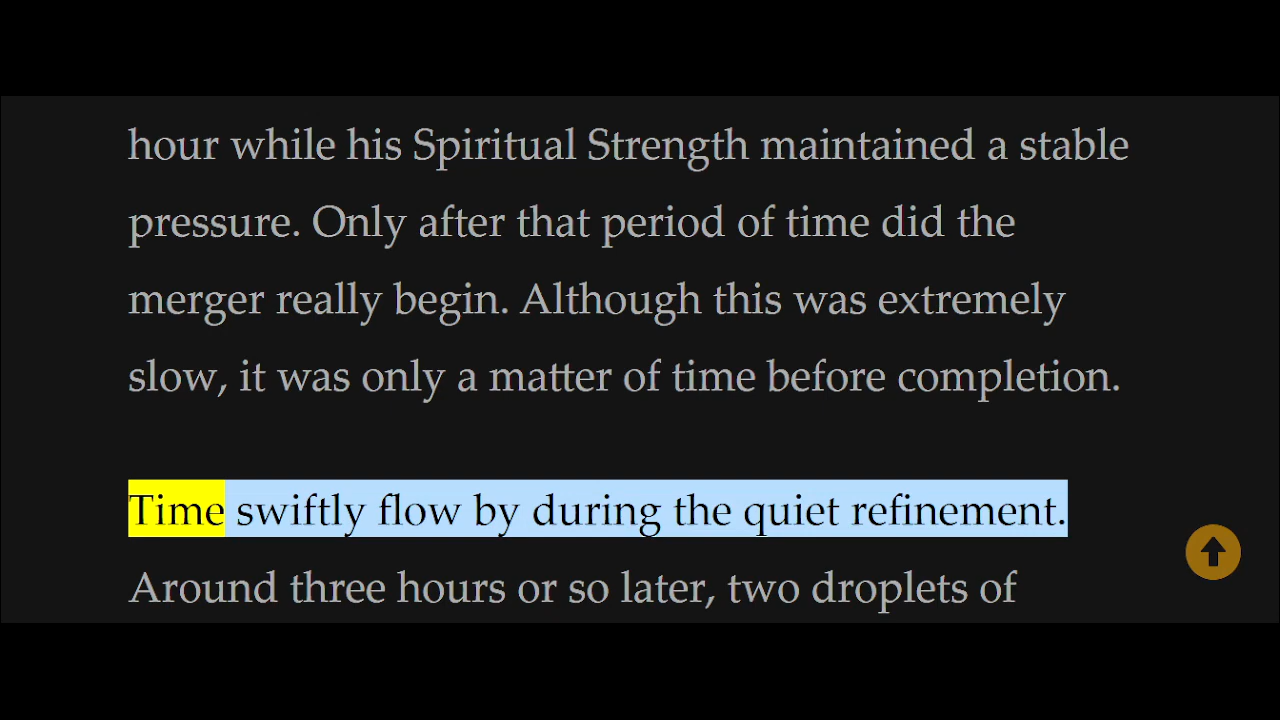 hour while his Spiritual Strength maintained a stable
pressure. Only after that period of time did the
merger really begin. Although this was extremely
slow, it was only a matter of time before completion.
Time swiftly flow by during the quiet refinement.
Around three hours or so later, two droplets of